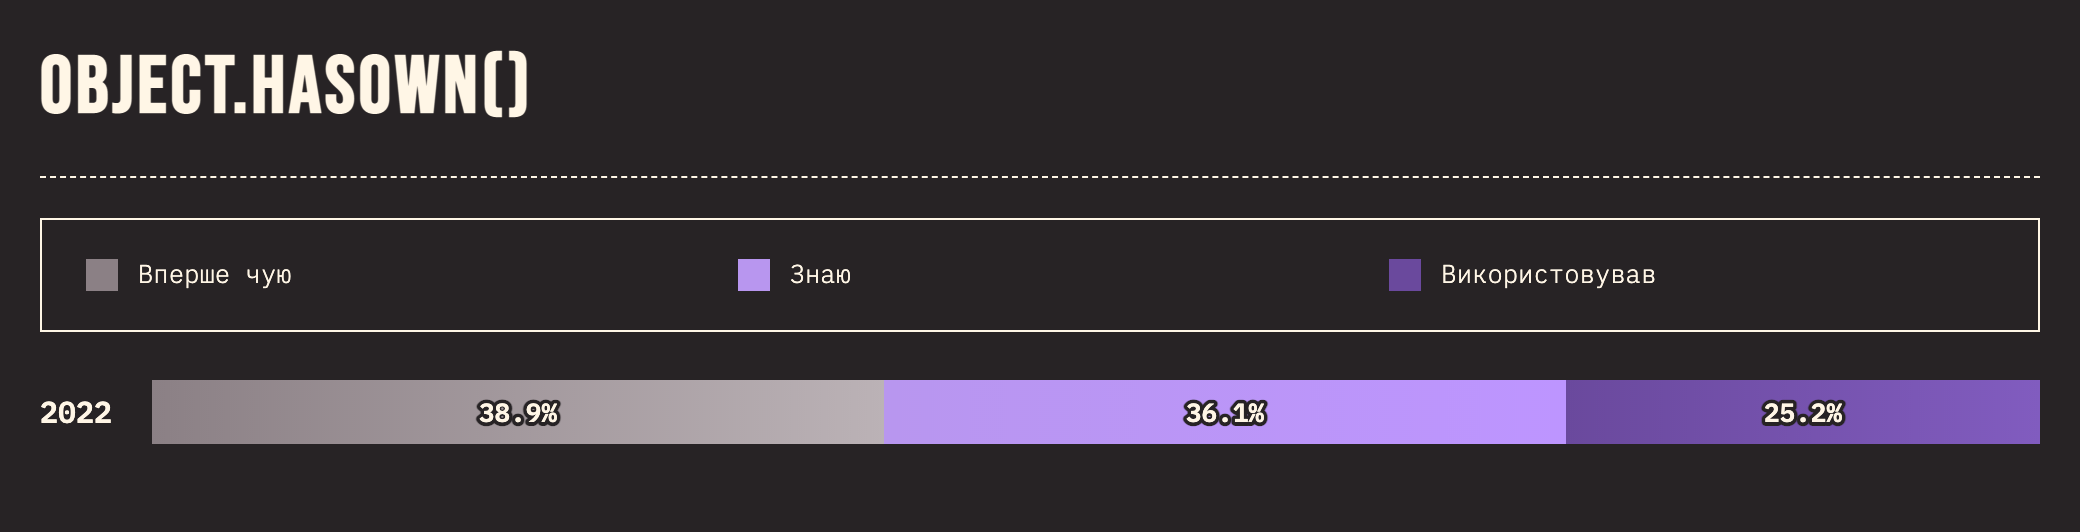 OBJECT.HASOWN()
Вперше чую
Знаю
Використовував
2022 38.9% 36.1% 25.2%